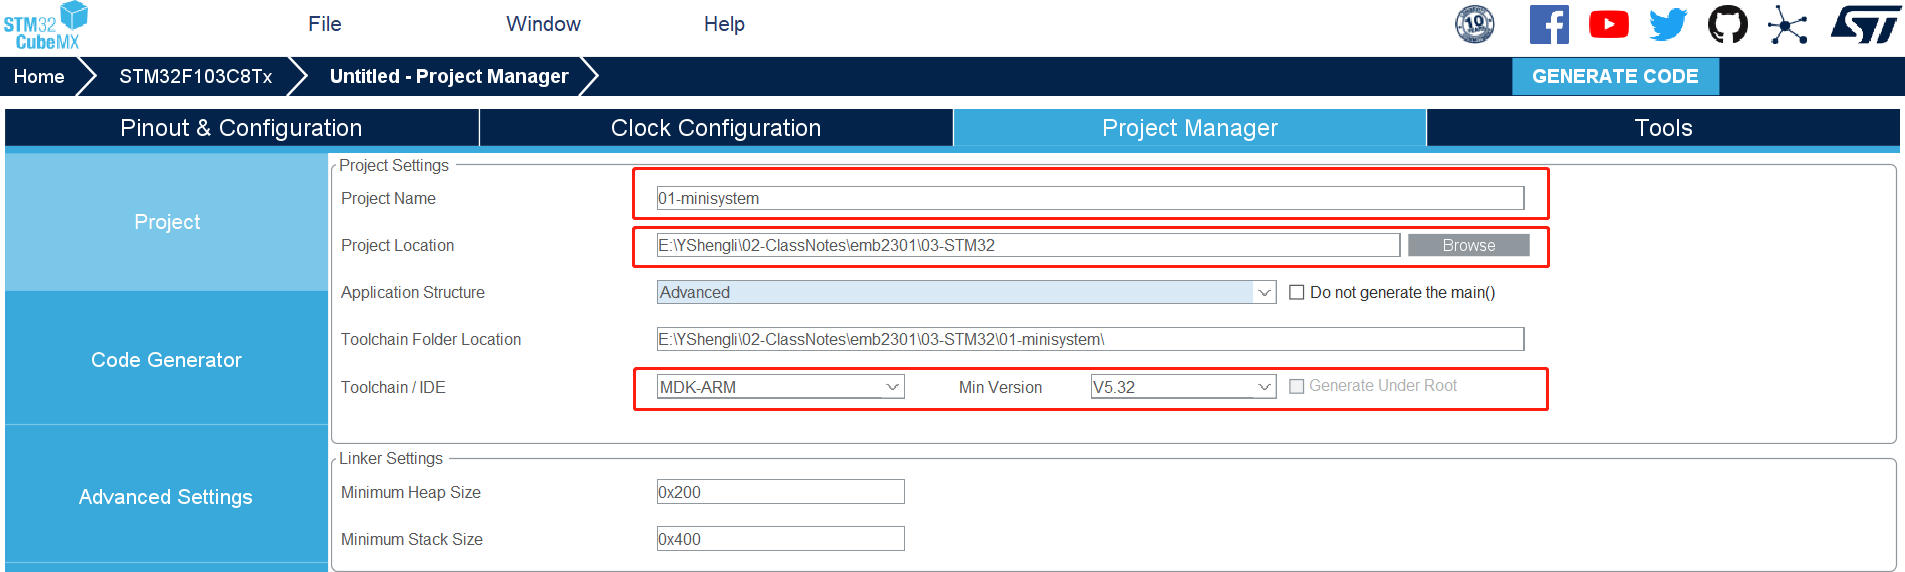 STM32
CubeMX
File Window Help
10 YEARS
Home STM32F103C8Tx Untitled - Project Manager GENERATE CODE
Pinout & Configuration Clock Configuration Project Manager Tools
Project
Code Generator
Advanced Settings
Project Settings
Project Name 01-minisystem
Project Location E:\YShengli\02-ClassNotes\emb2301\03-STM32 Browse
Application Structure Advanced Do not generate the main()
Toolchain Folder Location E:\YShengli\02-ClassNotes\emb2301\03-STM32\01-minisystem\
Toolchain / IDE MDK-ARM Min Version V5.32 Generate Under Root
Linker Settings
Minimum Heap Size 0x200
Minimum Stack Size 0x400